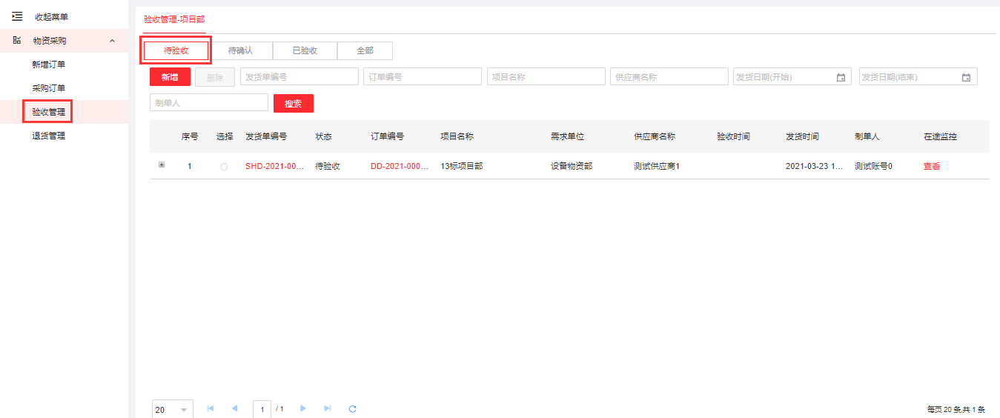 收起菜单
物资采购
新增订单
采购订单
验收管理
退货管理
验收管理-项目部
待验收 待确认 已验收 全部
新增 删除 发货单编号 订单编号 项目名称 供应商名称 发货日期(开始) 发货日期(结束)
制单人 搜索
序号 选择 发货单编号 状态 订单编号 项目名称 需求单位 供应商名称 验收时间 发货时间 制单人 在途监控
1 SHD-2021-00... 待验收 DD-2021-000... 13标项目部 设备物资部 测试供应商1 2021-03-23 1... 测试账号0 查看
20 1 / 1 每页 20 条,共 1 条